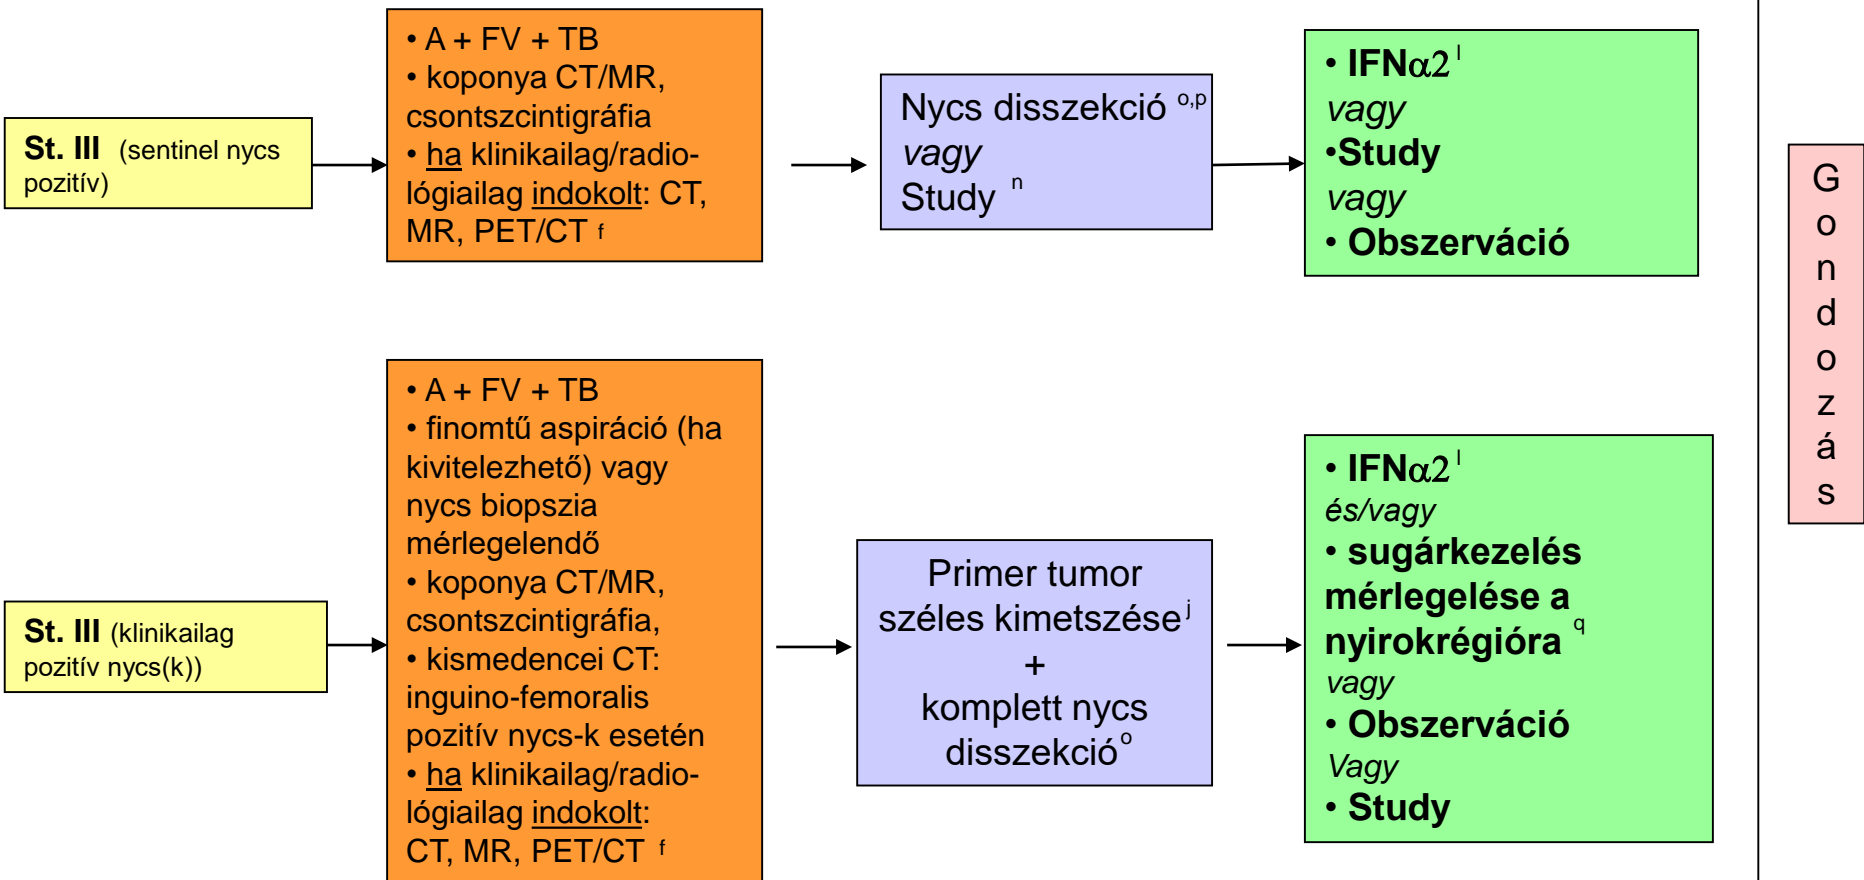 St. III (sentinel nycs
pozitív)
• A + FV + TB
• koponya CT/MR,
csontszcintigráfia
• ha klinikailag/radio-
lógiailag indokolt: CT,
MR, PET/CT f
Nycs disszekció o,p
vagy
Study n
• IFNα2 l
vagy
•Study
vagy
• Obszerváció
St. III (klinikailag
pozitív nycs(k))
• A + FV + TB
• finomtű aspiráció (ha
kivitelezhető) vagy
nycs biopszia
mérlegelendő
• koponya CT/MR,
csontszcintigráfia,
• kismedencei CT:
inguino-femoralis
pozitív nycs-k esetén
• ha klinikailag/radio-
lógiailag indokolt:
CT, MR, PET/CT f
Primer tumor
széles kimetszése j
+
komplett nycs
disszekció o
• IFNα2 l
és/vagy
• sugárkezelés
mérlegelése a
nyirokrégióra q
vagy
• Obszerváció
Vagy
• Study
G
o
n
d
o
z
á
s